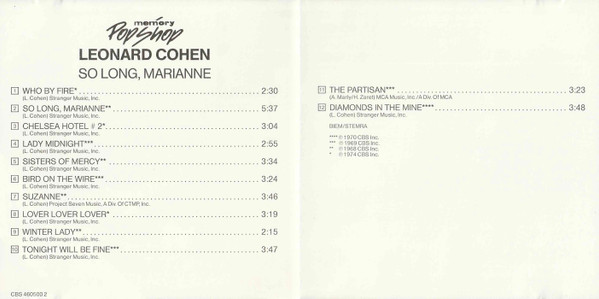 memory
Pop Shop
LEONARD COHEN
SO LONG, MARIANNE
1 WHO BY FIRE* 2:30
(L. Cohen) Stranger Music, Inc.
2 SO LONG, MARIANNE** 5:37
(L. Cohen) Stranger Music, Inc.
3 CHELSEA HOTEL # 2* 3:04
(L. Cohen) Stranger Music, Inc.
4 LADY MIDNIGHT*** 2:55
(L. Cohen) Stranger Music, Inc.
5 SISTERS OF MERCY** 3:34
(L. Cohen) Stranger Music, Inc.
6 BIRD ON THE WIRE*** 3:24
(L. Cohen) Stranger Music, Inc.
7 SUZANNE** 3:46
(L. Cohen) Project Seven Music, A Div. Of CTMP, Inc.
8 LOVER LOVER LOVER* 3:19
(L. Cohen) Stranger Music, Inc.
9 WINTER LADY** 2:15
(L. Cohen) Stranger Music, Inc.
10 TONIGHT WILL BE FINE*** 3:47
(L. Cohen) Stranger Music, Inc.
CBS 460103 2
11 THE PARTISAN*** 3:23
(A. Marly/H. Zaret) MCA Music, Inc./A Div. Of MCA
12 DIAMONDS IN THE MINE**** 3:48
(L. Cohen) Stranger Music, Inc.
BIEM/STEMRA
**** ℗ 1970 CBS Inc.
*** ℗ 1969 CBS Inc.
** ℗ 1968 CBS Inc.
* ℗ 1974 CBS Inc.